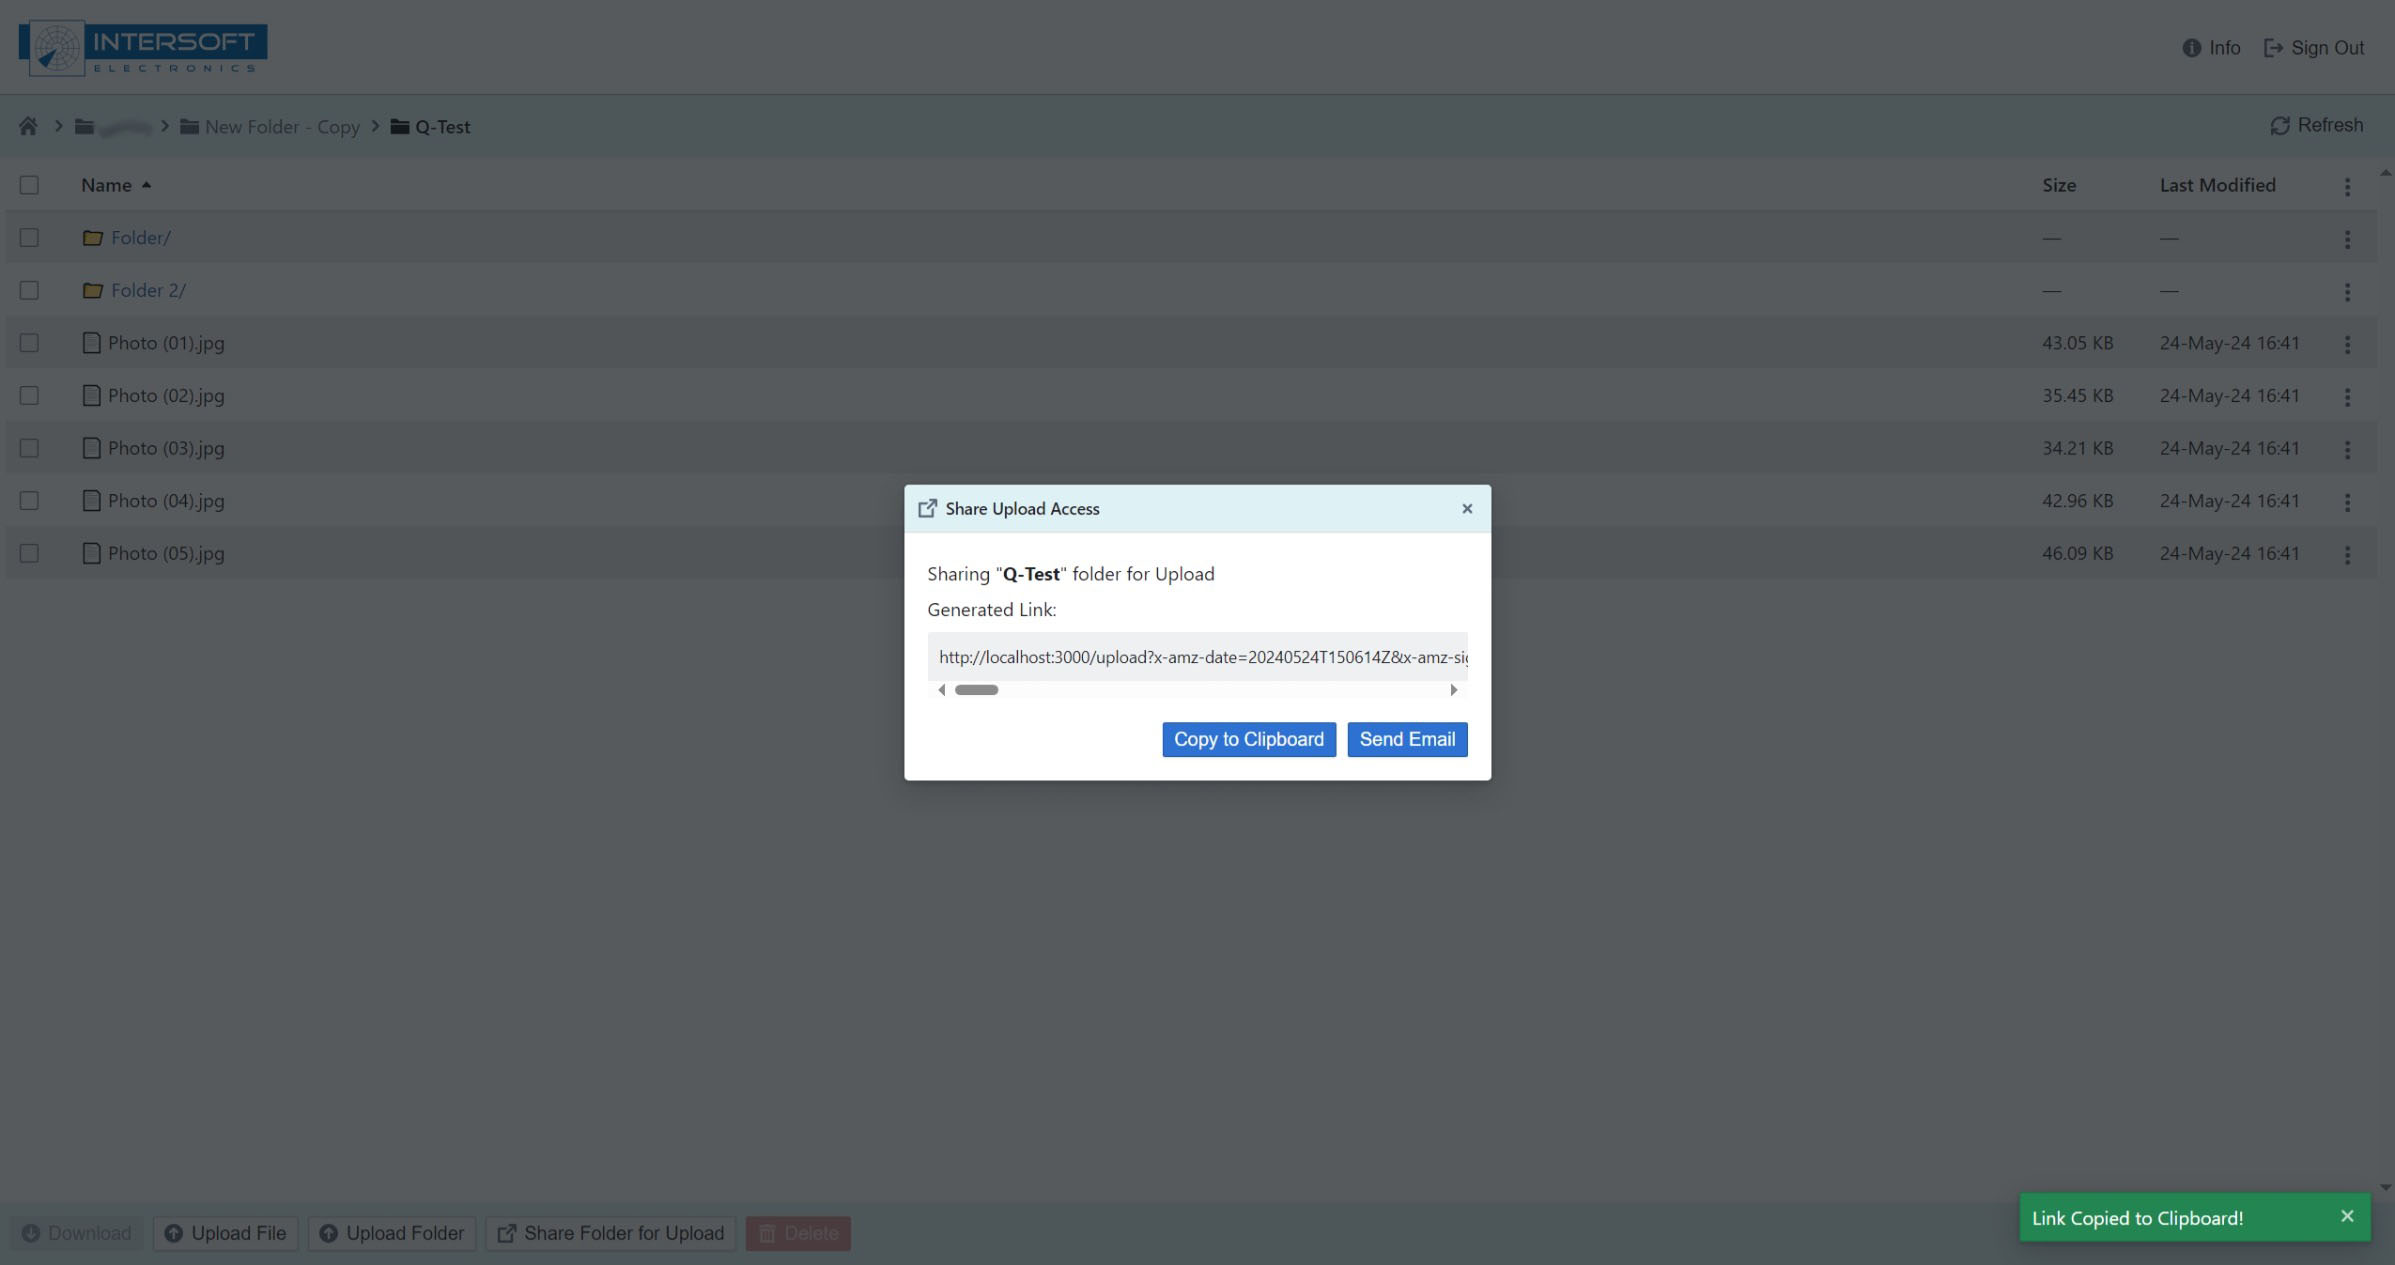 INTERSOFT
ELECTRONICS
Info
Sign Out
New Folder - Copy
Q-Test
Refresh
Name
Size
Last Modified
Folder/
—
—
Folder 2/
—
—
Photo (01).jpg
43.05 KB
24-May-24 16:41
Photo (02).jpg
35.45 KB
24-May-24 16:41
Photo (03).jpg
34.21 KB
24-May-24 16:41
Photo (04).jpg
42.96 KB
24-May-24 16:41
Photo (05).jpg
46.09 KB
24-May-24 16:41
Share Upload Access
Sharing "Q-Test" folder for Upload
Generated Link:
http://localhost:3000/upload?x-amz-date=20240524T150614Z&x-amz-sig
Copy to Clipboard
Send Email
Download
Upload File
Upload Folder
Share Folder for Upload
Delete
Link Copied to Clipboard!